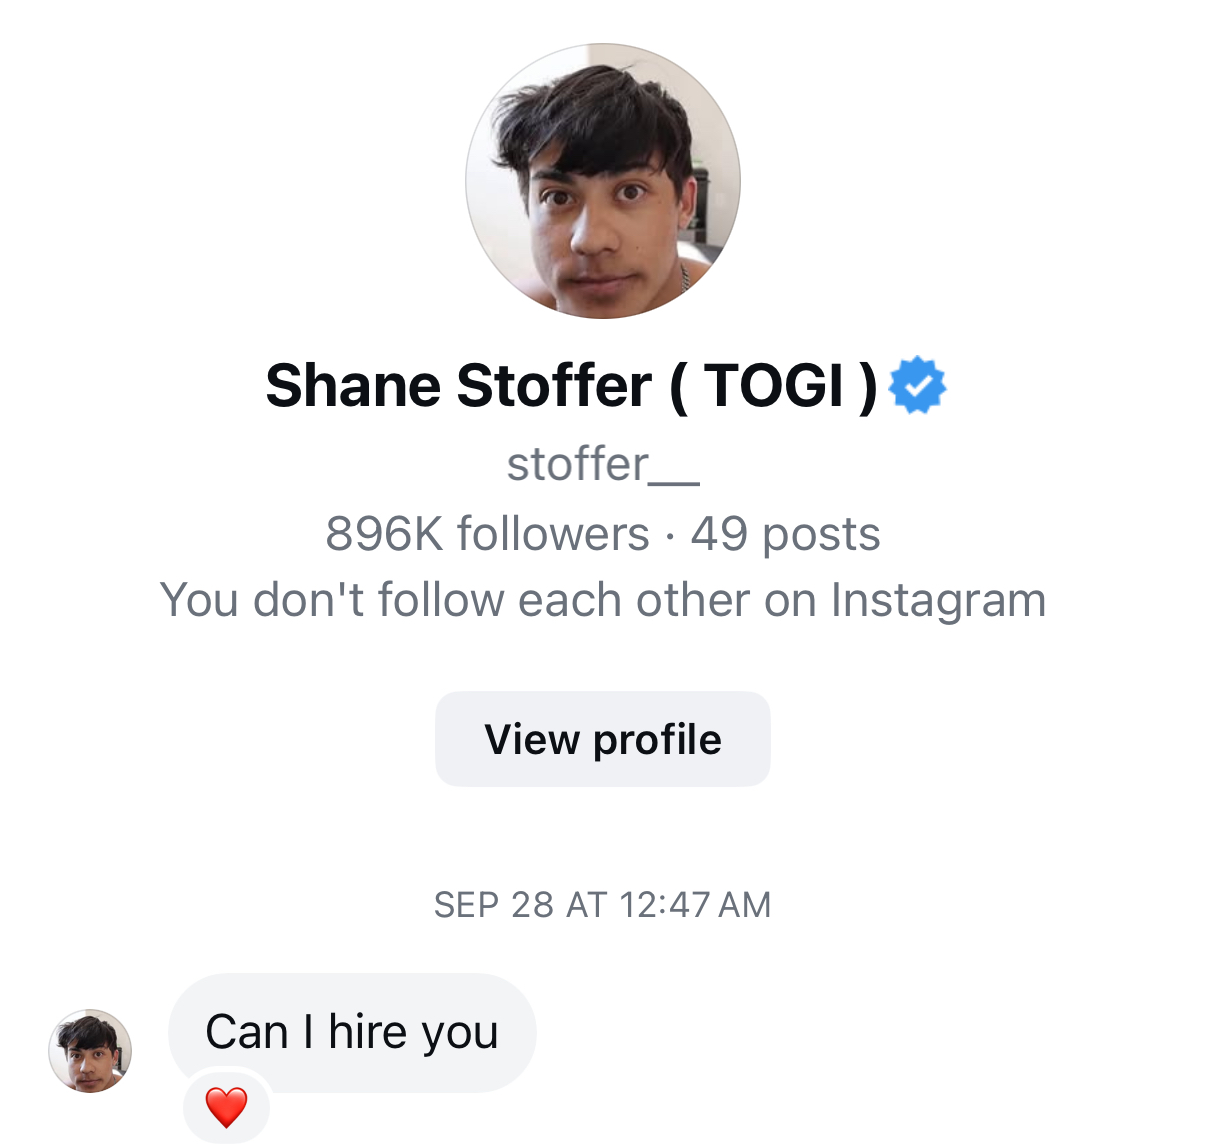 Shane Stoffer ( TOGI )
stoffer__
896K followers · 49 posts
You don't follow each other on Instagram
View profile
SEP 28 AT 12:47 AM
Can I hire you